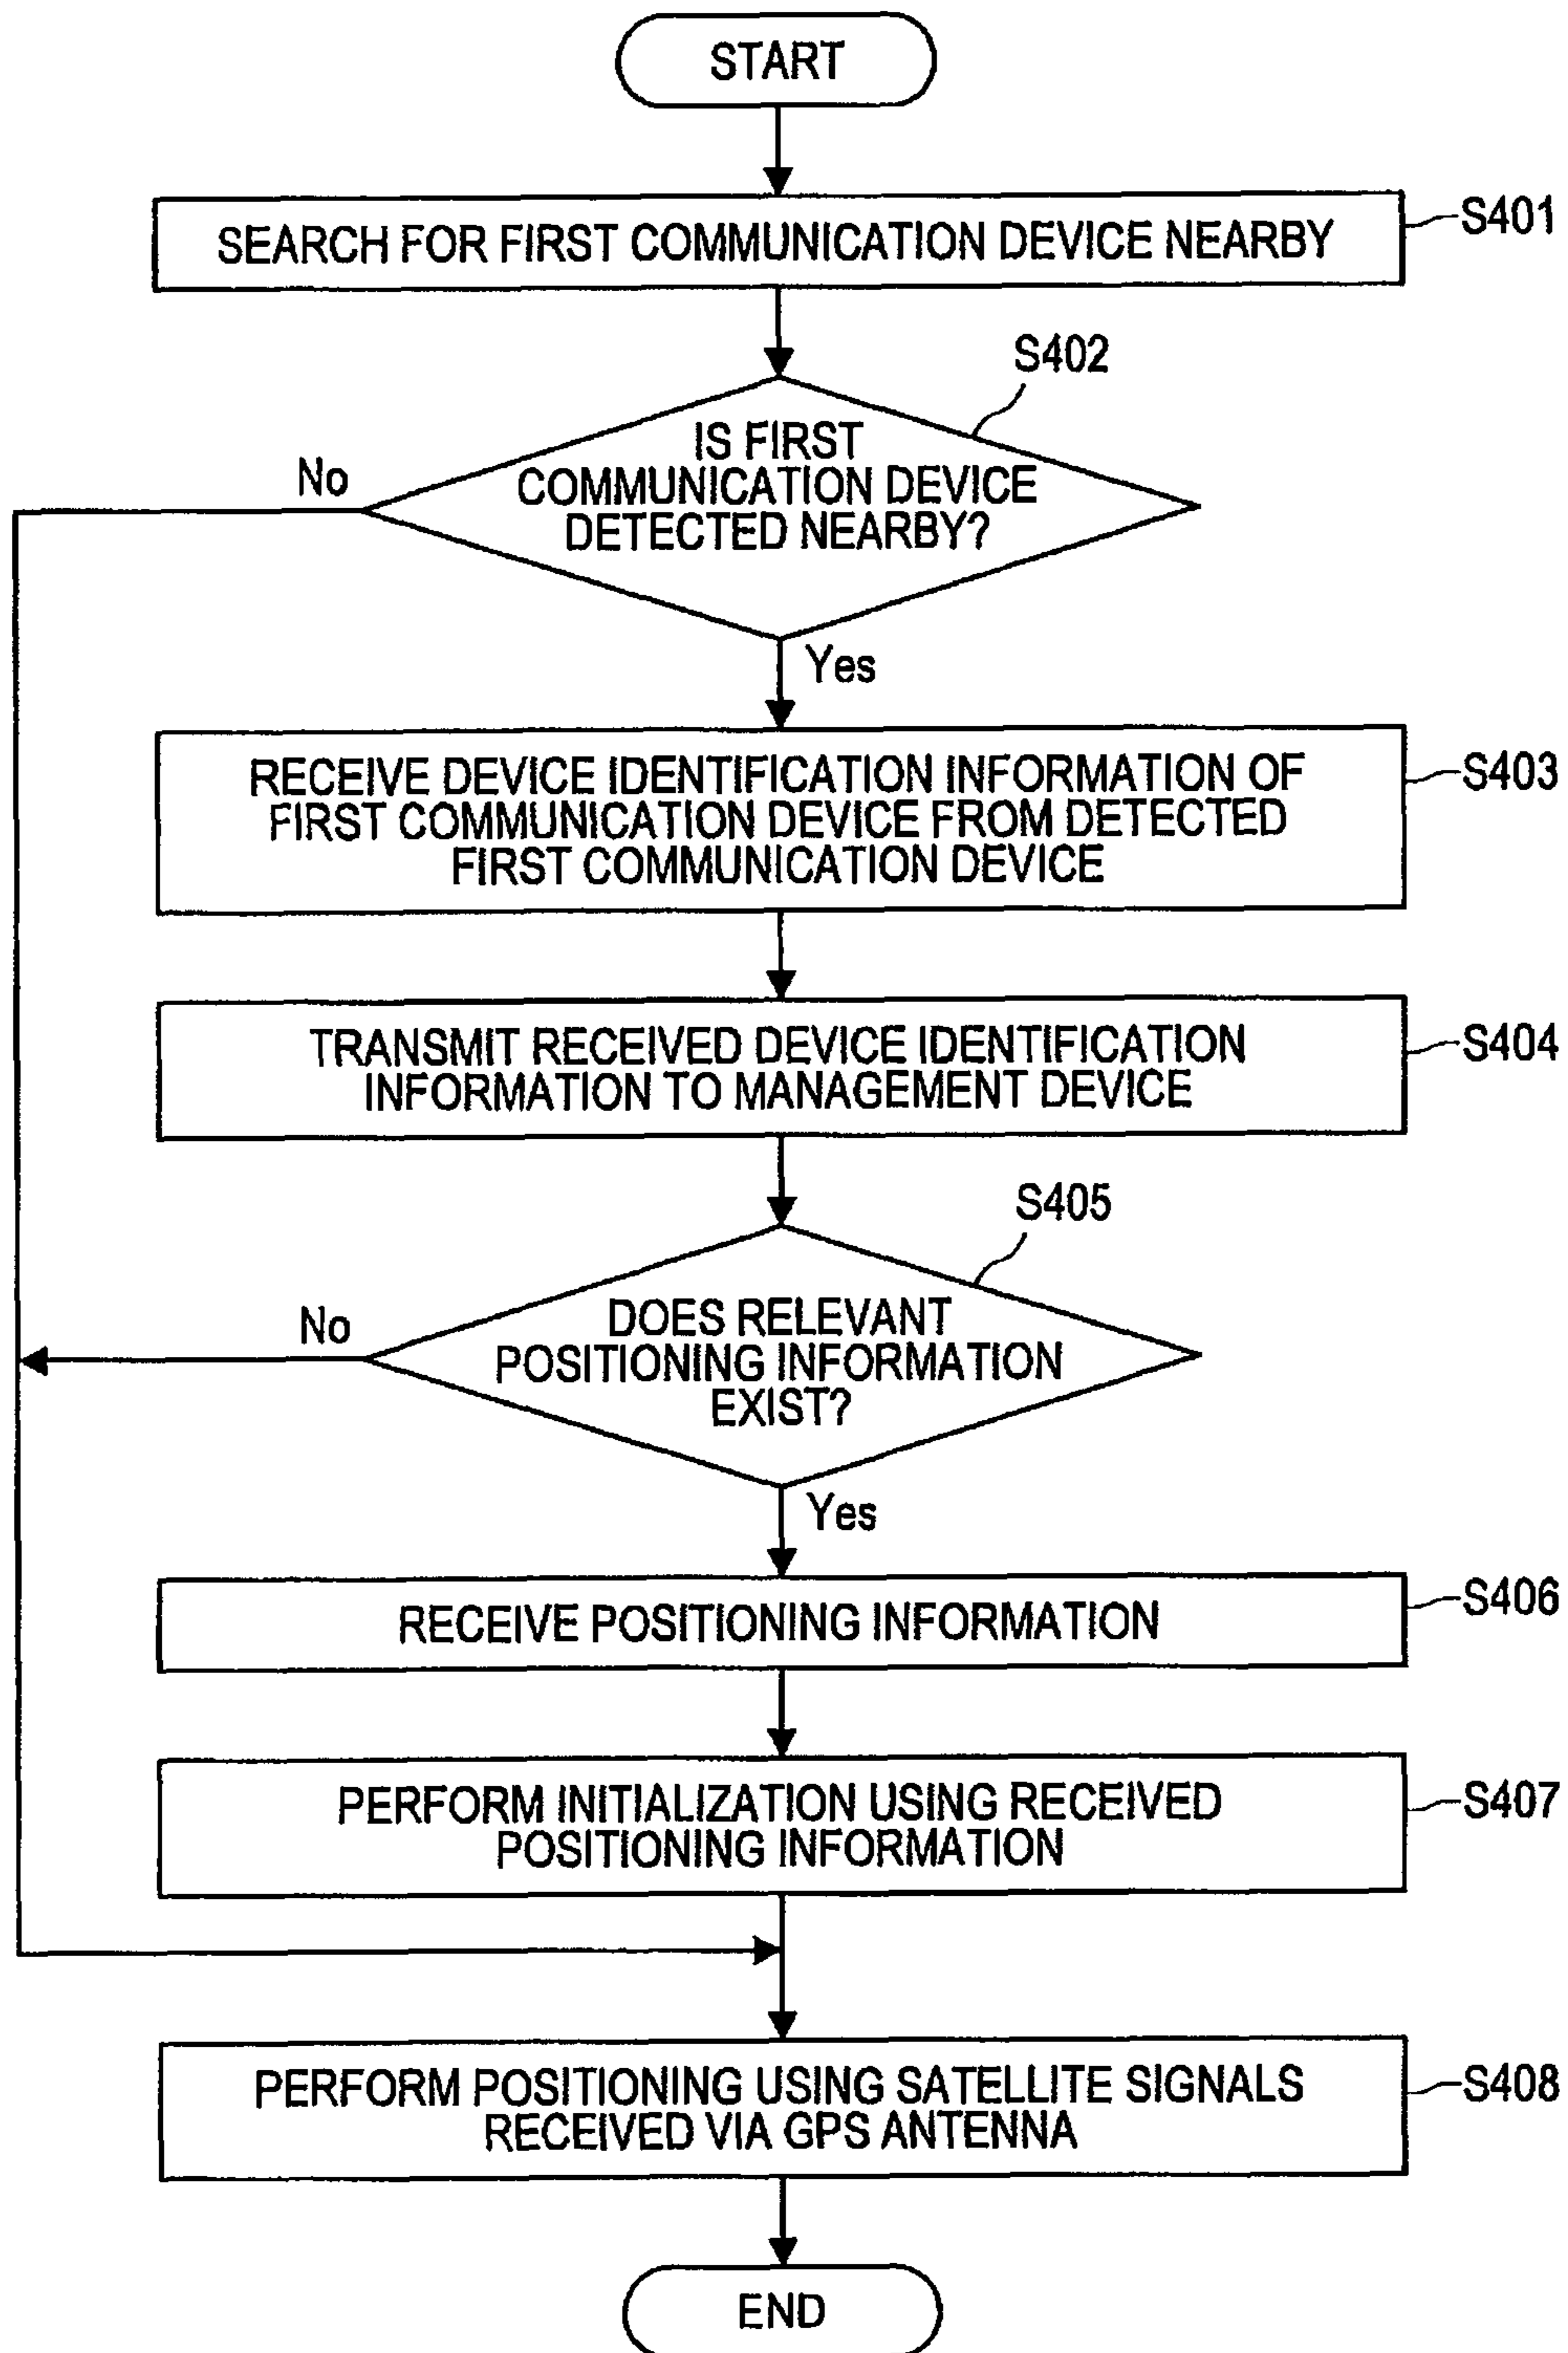 START
SEARCH FOR FIRST COMMUNICATION DEVICE NEARBY
S401
S402
IS FIRST
COMMUNICATION DEVICE
DETECTED NEARBY?
No
Yes
RECEIVE DEVICE IDENTIFICATION INFORMATION OF
FIRST COMMUNICATION DEVICE FROM DETECTED
FIRST COMMUNICATION DEVICE
S403
TRANSMIT RECEIVED DEVICE IDENTIFICATION
INFORMATION TO MANAGEMENT DEVICE
S404
S405
DOES RELEVANT
POSITIONING INFORMATION
EXIST?
No
Yes
RECEIVE POSITIONING INFORMATION
S406
PERFORM INITIALIZATION USING RECEIVED
POSITIONING INFORMATION
S407
PERFORM POSITIONING USING SATELLITE SIGNALS
RECEIVED VIA GPS ANTENNA
S408
END